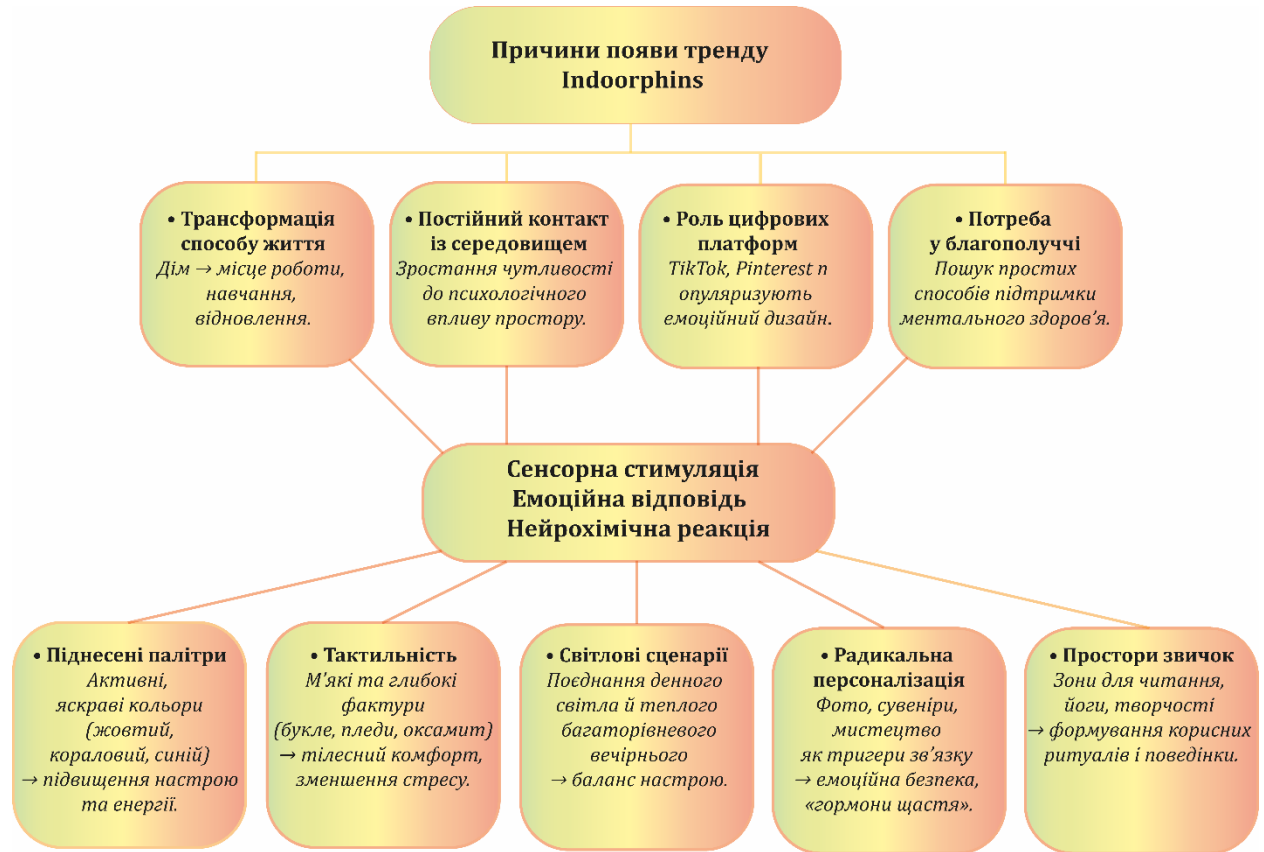 Причини появи тренду
Indoorphins
• Трансформація
способу життя
Дім → місце роботи,
навчання,
відновлення.
• Постійний контакт
із середовищем
Зростання чутливості
до психологічного
впливу простору.
• Роль цифрових
платформ
TikTok, Pinterest п
опуляризують
емоційний дизайн.
• Потреба
у благополуччі
Пошук простих
способів підтримки
ментального здоров’я.
Сенсорна стимуляція
Емоційна відповідь
Нейрохімічна реакція
• Піднесені палітри
Активні,
яскраві кольори
(жовтий,
кораловий, синій)
→ підвищення настрою
та енергії.
• Тактильність
М'які та глибокі
фактури
(букле, пледи, оксамит)
→ тілесний комфорт,
зменшення стресу.
• Світлові сценарії
Поєднання денного
світла й теплого
багаторівневого
вечірнього
→ баланс настрою.
• Радикальна
персоналізація
Фото, сувеніри,
мистецтво
як тригери зв’язку
→ емоційна безпека,
«гормони щастя».
• Простори звичок
Зони для читання,
йоги, творчості
→ формування корисних
ритуалів і поведінки.